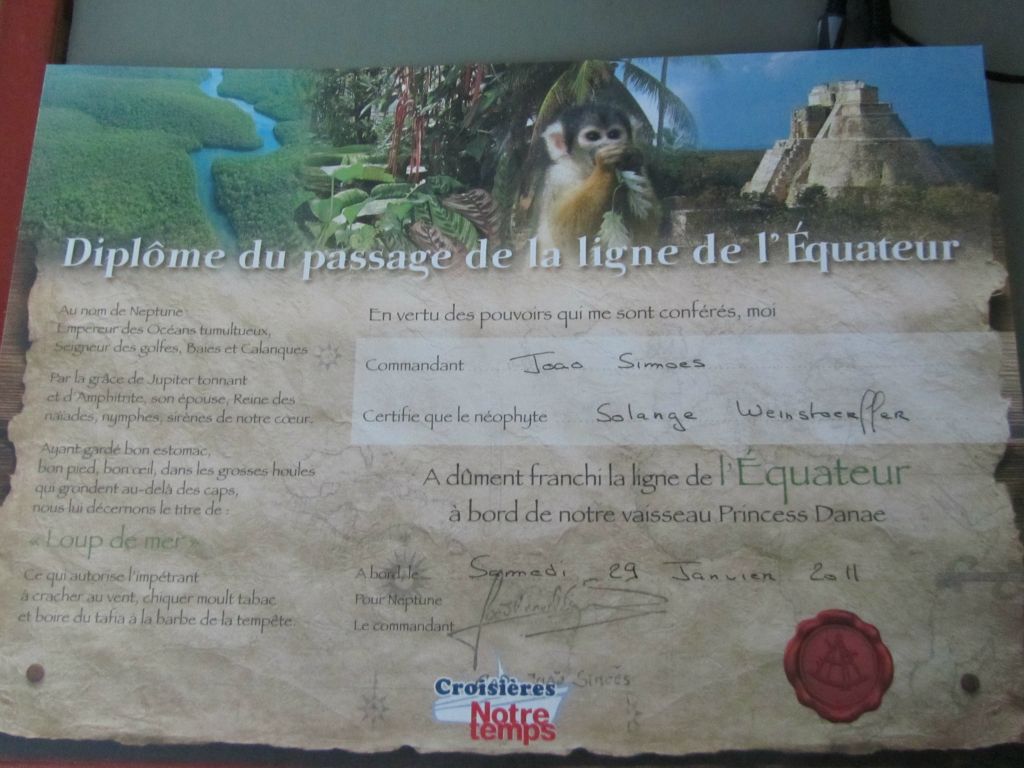 Diplôme du passage de la ligne de l'Équateur
Au nom de Neptune
Empereur des Océans tumultueux,
Seigneur des golfes, Baies et Calanques
Par la grâce de Jupiter tonnant
et d'Amphitrite, son épouse, Reine des
naïades, nymphes, sirènes de notre cœur.
Ayant gardé bon estomac,
bon pied, bon œil, dans les grosses houles
qui grondent au-delà des caps,
nous lui décernons le titre de :
« Loup de mer »
Ce qui autorise l'impétrant
à cracher au vent, chiquer moult tabac
et boire du tafia à la barbe de la tempête.
En vertu des pouvoirs qui me sont conférés, moi
Commandant Joao Simoes
Certifie que le néophyte Solange Weinstoeffer
A dûment franchi la ligne de l'Équateur
à bord de notre vaisseau Princess Danae
A bord, le Samedi 29 Janvier 2011
Pour Neptune
Le commandant
Simoes
Croisières
Notre
temps